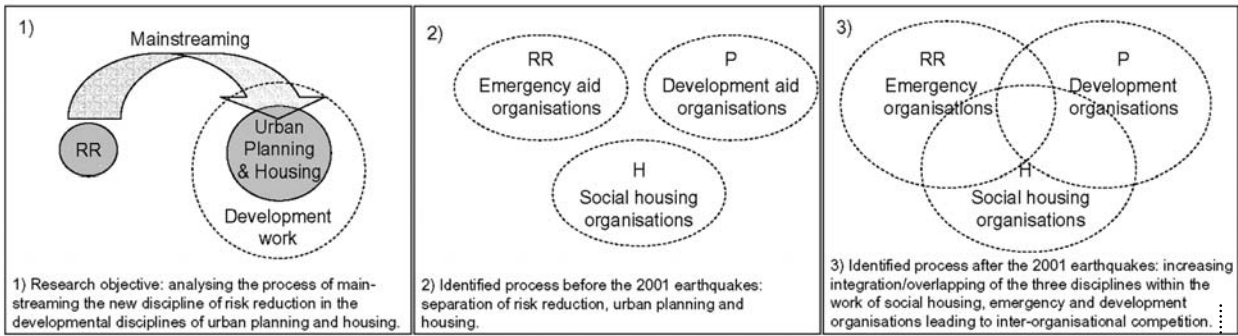 1)
Mainstreaming
RR
Urban
Planning
& Housing
Development
work
1) Research objective: analysing the process of main-
streaming the new discipline of risk reduction in the
developmental disciplines of urban planning and housing.
2)
RR
Emergency aid
organisations
P
Development aid
organisations
H
Social housing
organisations
2) Identified process before the 2001 earthquakes:
separation of risk reduction, urban planning and
housing.
3)
RR
Emergency
organisations
P
Development
organisations
H
Social housing
organisations
3) Identified process after the 2001 earthquakes: increasing
integration/overlapping of the three disciplines within the
work of social housing, emergency and development
organisations leading to inter-organisational competition.